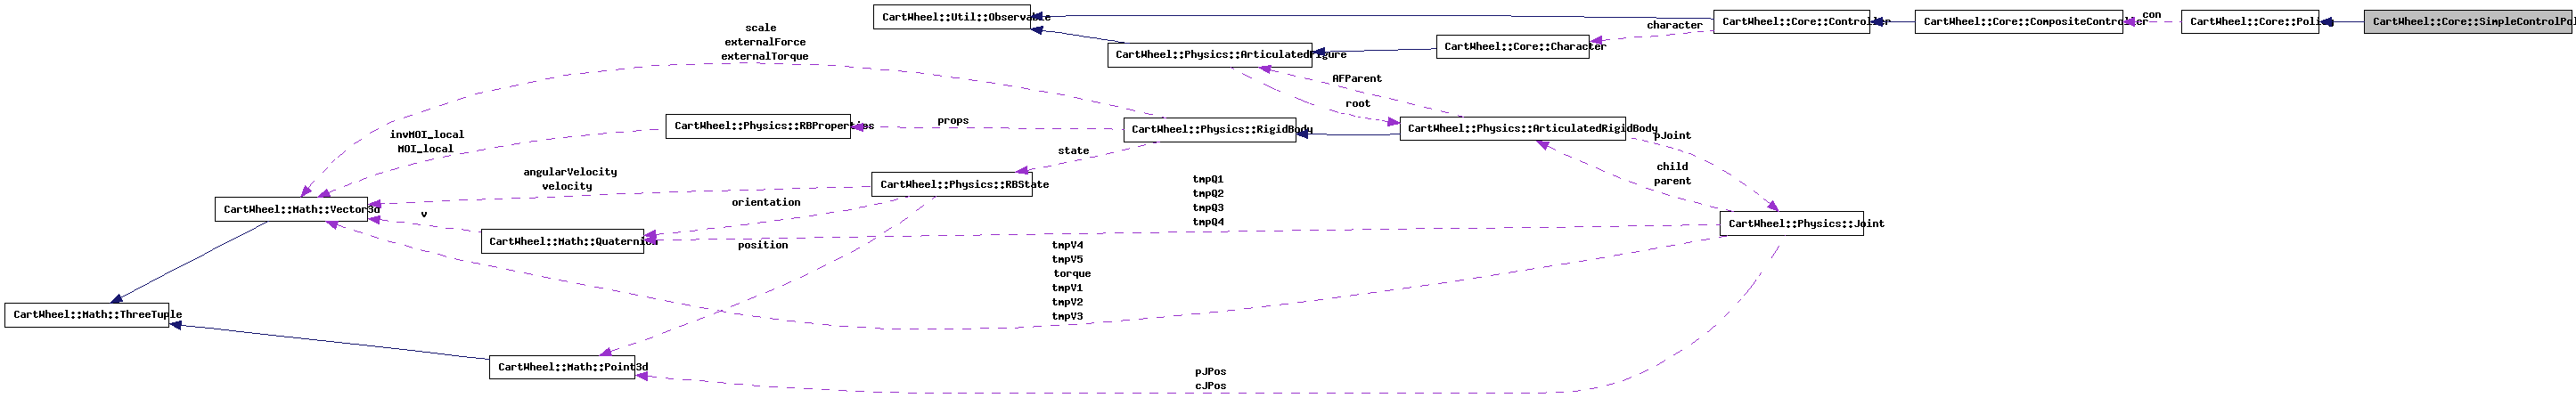 CartWheel::Util::Observable
CartWheel::Core::Controller
CartWheel::Core::CompositeController
con
CartWheel::Core::Policy
CartWheel::Core::SimpleControlPol
character
scale
externalForce
externalTorque
CartWheel::Physics::ArticulatedFigure
CartWheel::Core::Character
AFParent
root
invMOI_local
MOI_local
CartWheel::Physics::RBProperties
props
CartWheel::Physics::RigidBody
CartWheel::Physics::ArticulatedRigidBody
pJoint
state
child
parent
angularVelocity
velocity
CartWheel::Physics::RBState
tmpQ1
tmpQ2
tmpQ3
tmpQ4
orientation
CartWheel::Math::Vector3d
v
CartWheel::Math::Quaternion
position
CartWheel::Physics::Joint
tmpV4
tmpV5
torque
tmpV1
tmpV2
tmpV3
CartWheel::Math::ThreeTuple
CartWheel::Math::Point3d
pJPos
cJPos